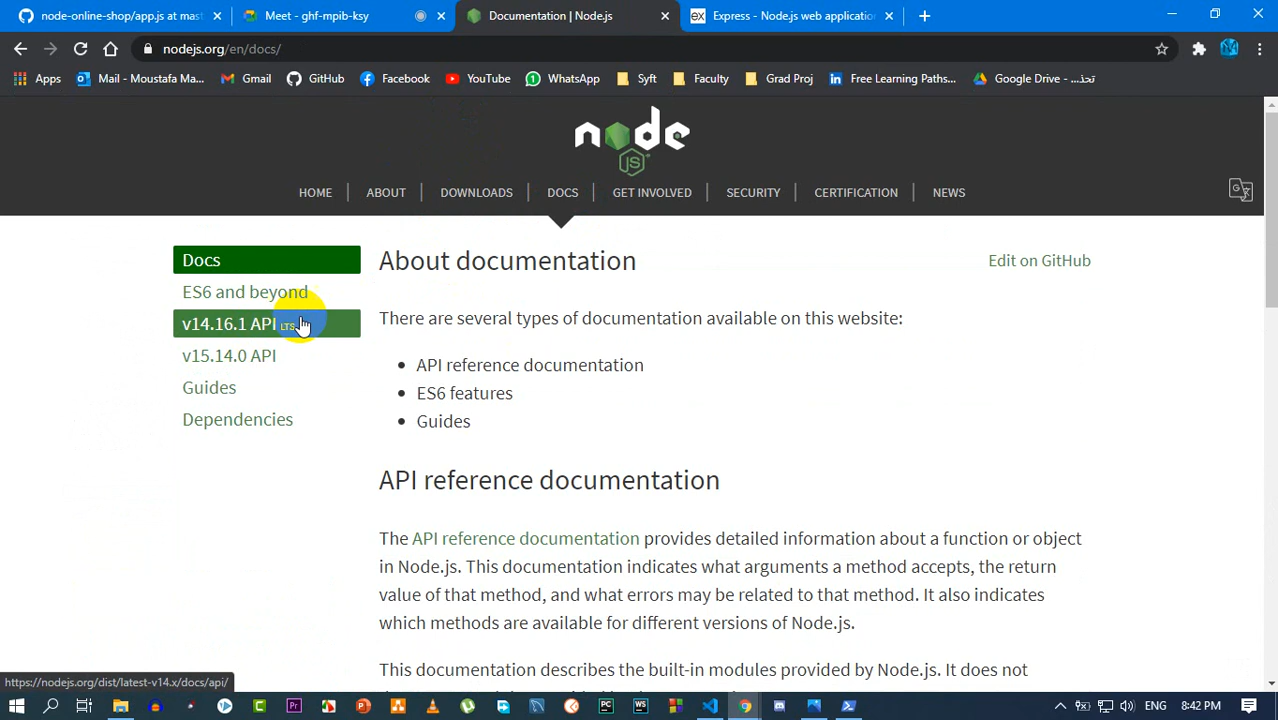 node-online-shop/app.js at mast
Meet - ghf-mpib-ksy
Documentation | Node.js
ex
Express - Node.js web application
nodejs.org/en/docs/
Apps
Mail - Moustafa Ma...
Gmail
GitHub
Facebook
YouTube
WhatsApp
Syft
Faculty
Grad Proj
Free Learning Paths...
Google Drive - تخذ...
node
JS
HOME
ABOUT
DOWNLOADS
DOCS
GET INVOLVED
SECURITY
CERTIFICATION
NEWS
Docs
ES6 and beyond
v14.16.1 API LTS
v15.14.0 API
Guides
Dependencies
About documentation
Edit on GitHub
There are several types of documentation available on this website:
API reference documentation
ES6 features
Guides
API reference documentation
The API reference documentation provides detailed information about a function or object
in Node.js. This documentation indicates what arguments a method accepts, the return
value of that method, and what errors may be related to that method. It also indicates
which methods are available for different versions of Node.js.
This documentation describes the built-in modules provided by Node.js. It does not
https://nodejs.org/dist/latest-v14.x/docs/api/
ENG
8:42 PM